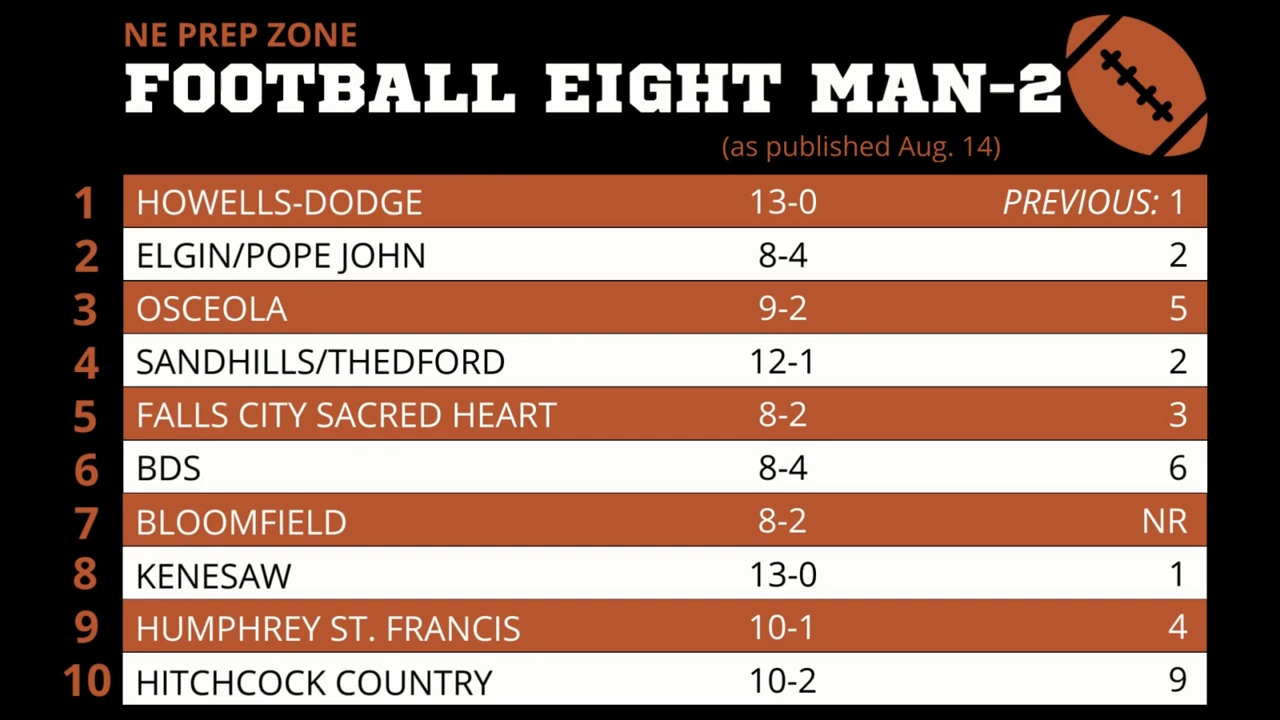 NE PREP ZONE
FOOTBALL EIGHT MAN-2
(as published Aug. 14)
1 HOWELLS-DODGE 13-0 PREVIOUS: 1
2 ELGIN/POPE JOHN 8-4 2
3 OSCEOLA 9-2 5
4 SANDHILLS/THEDFORD 12-1 2
5 FALLS CITY SACRED HEART 8-2 3
6 BDS 8-4 6
7 BLOOMFIELD 8-2 NR
8 KENESAW 13-0 1
9 HUMPHREY ST. FRANCIS 10-1 4
10 HITCHCOCK COUNTRY 10-2 9